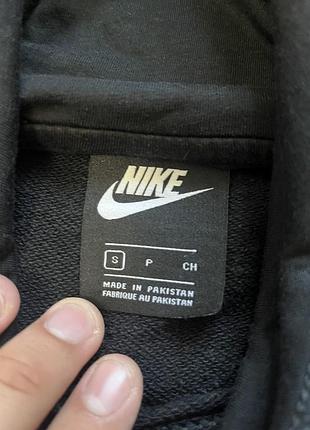 NIKE
S P CH
MADE IN PAKISTAN
FABRIQUE AU PAKISTAN